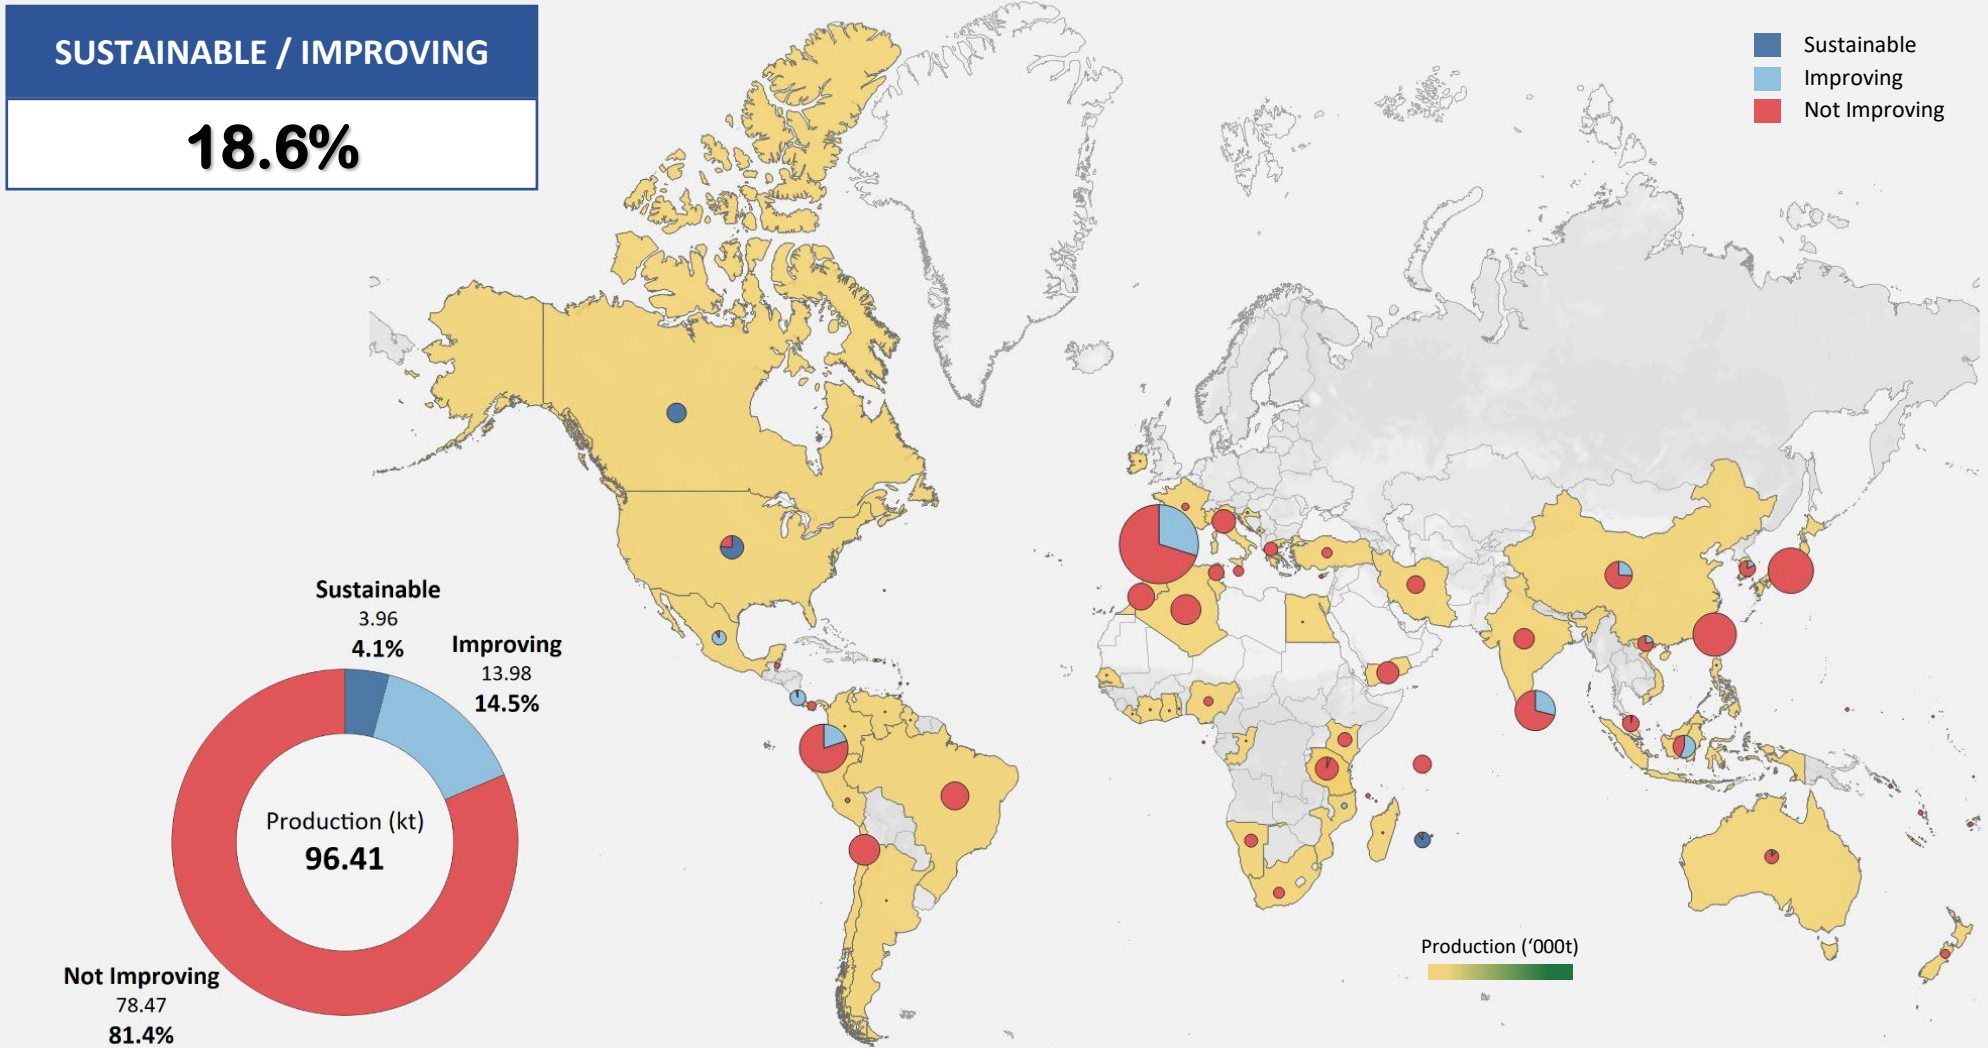 SUSTAINABLE / IMPROVING
18.6%
Sustainable
Improving
Not Improving
Sustainable
3.96
4.1%
Improving
13.98
14.5%
Production (kt)
96.41
Not Improving
78.47
81.4%
Production (‘000t)